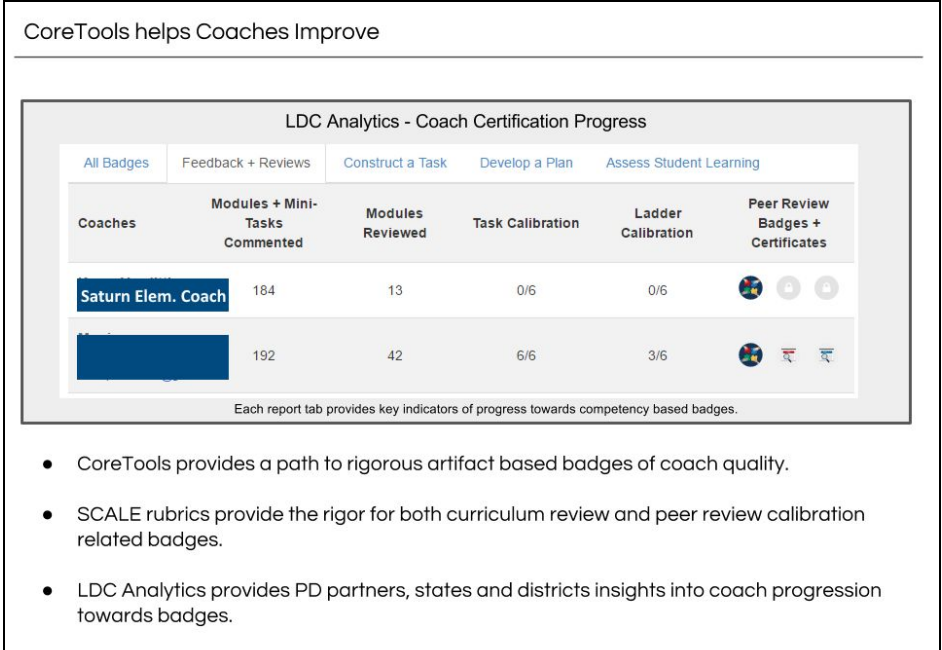 CoreTools helps Coaches Improve
LDC Analytics - Coach Certification Progress
All Badges Feedback + Reviews Construct a Task Develop a Plan Assess Student Learning
Coaches Modules + Mini- Modules Task Calibration Ladder Peer Review
Tasks Reviewed Calibration Badges +
Commented Certificates
Saturn Elem. Coach 184 13 0/6 0/6
192 42 6/6 3/6
Each report tab provides key indicators of progress towards competency based badges.
● CoreTools provides a path to rigorous artifact based badges of coach quality.
● SCALE rubrics provide the rigor for both curriculum review and peer review calibration
related badges.
● LDC Analytics provides PD partners, states and districts insights into coach progression
towards badges.